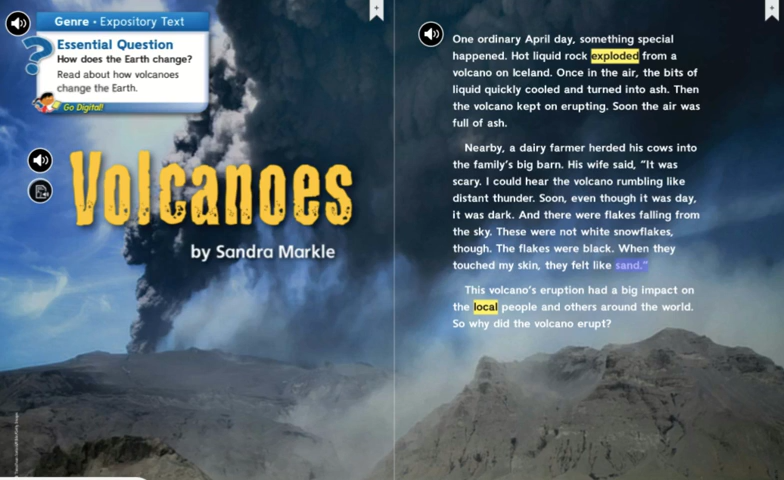 Genre • Expository Text
Essential Question
How does the Earth change?
Read about how volcanoes
change the Earth.
Go Digital!
Volcanoes
by Sandra Markle
One ordinary April day, something special
happened. Hot liquid rock exploded from a
volcano on Iceland. Once in the air, the bits of
liquid quickly cooled and turned into ash. Then
the volcano kept on erupting. Soon the air was
full of ash.
Nearby, a dairy farmer herded his cows into
the family's big barn. His wife said, "It was
scary. I could hear the volcano rumbling like
distant thunder. Soon, even though it was day,
it was dark. And there were flakes falling from
the sky. These were not white snowflakes,
though. The flakes were black. When they
touched my skin, they felt like sand."
This volcano's eruption had a big impact on
the local people and others around the world.
So why did the volcano erupt?